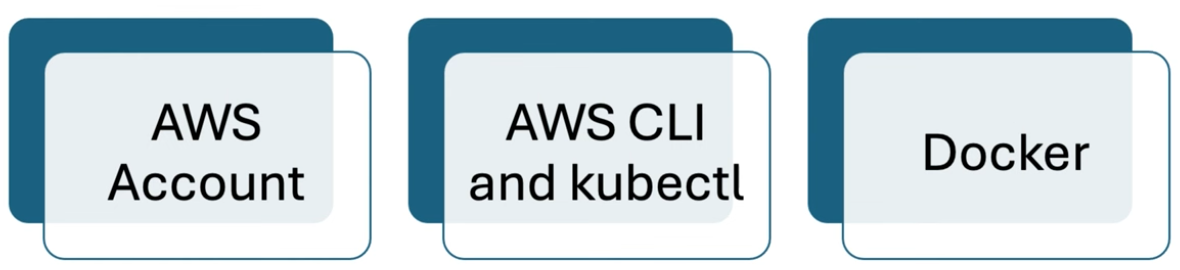 AWS
Account
AWS CLI
and kubectl
Docker